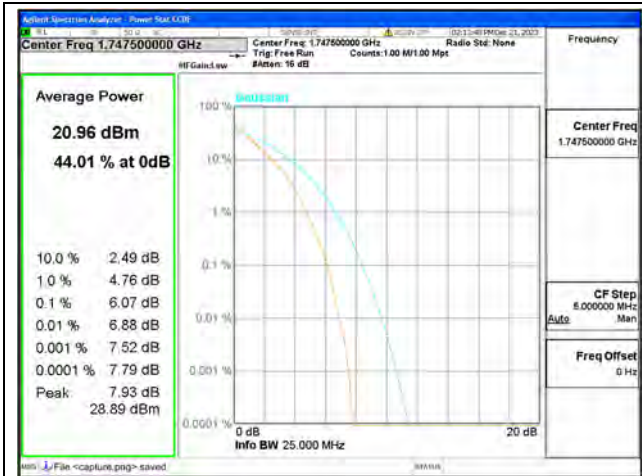 Agilent Spectrum Analyzer - Power Stat CCDF
02:13:40 PM Dec 21, 2023
Center Freq 1.747500000 GHz
Center Freq: 1.747500000 GHz
Radio Std: None
Trig: Free Run
Counts:1.00 M/1.00 Mpt
#IFGain:Low
#Atten: 16 dB
Frequency
Average Power
20.96 dBm
44.01 % at 0dB
10.0 % 2.49 dB
1.0 % 4.76 dB
0.1 % 6.07 dB
0.01 % 6.88 dB
0.001 % 7.52 dB
0.0001 % 7.79 dB
Peak 7.93 dB
28.89 dBm
Gaussian
100 %
10 %
1 %
0.1 %
0.01 %
0.001 %
0.0001 %
0 dB
20 dB
Info BW 25.000 MHz
Center Freq
1.747500000 GHz
CF Step
5.000000 MHz
Auto Man
Freq Offset
0 Hz
MSG
File <capture.png> saved
STATUS